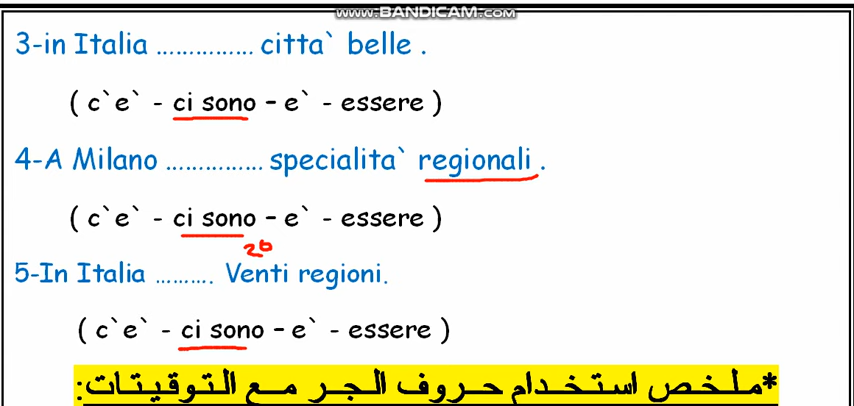 WWW.BANDICAM.COM
3-in Italia ............... citta` belle .
( c`e` - ci sono – e` - essere )
4-A Milano ............... specialita` regionali .
( c`e` - ci sono – e` - essere )
20
5-In Italia .......... Venti regioni.
( c`e` - ci sono – e` - essere )
*ملخص استخدام حروف الجر مع التوقيتات: